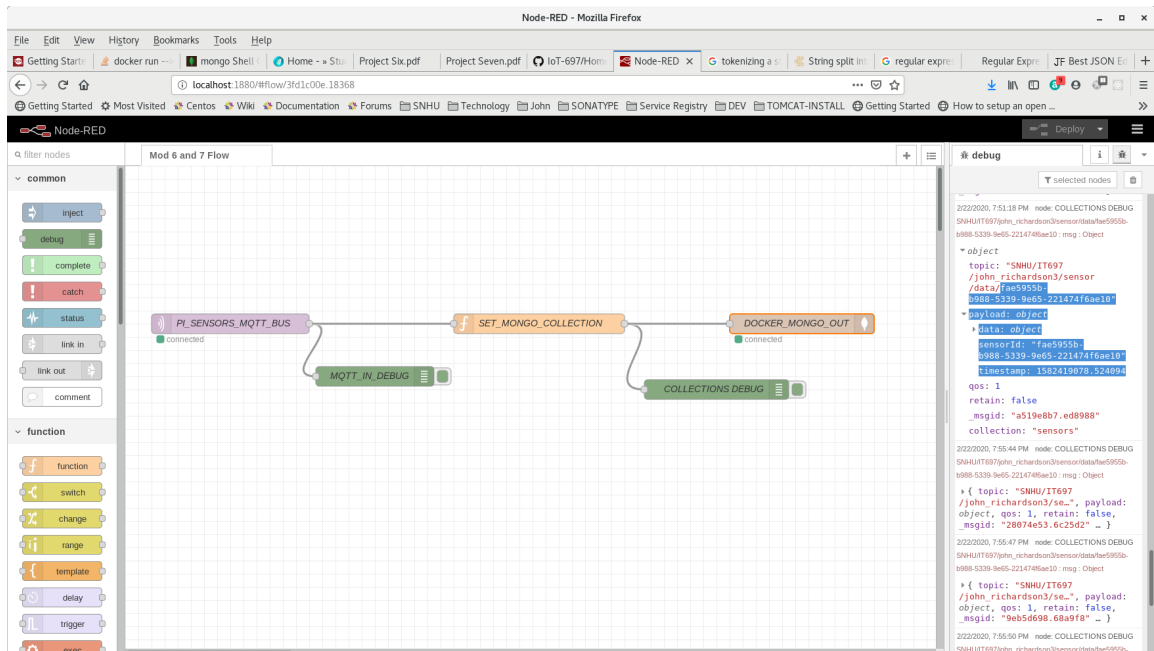 Node-RED - Mozilla Firefox
File Edit View History Bookmarks Tools Help
Getting Starte docker run --> mongo Shell Home - » Stu Project Six.pdf Project Seven.pdf IoT-697/Home Node-RED × tokenizing a st String split int regular expres Regular Expre JF Best JSON Ed
localhost:1880/#flow/3fd1c00e.18368
Getting Started Most Visited Centos Wiki Documentation Forums SNHU Technology John SONATYPE Service Registry DEV TOMCAT-INSTALL Getting Started How to setup an open ...
Node-RED Deploy
filter nodes
common
inject
debug
complete
catch
status
link in
link out
comment
function
function
switch
change
range
template
delay
trigger
exec
Mod 6 and 7 Flow
PI_SENSORS_MQTT_BUS
connected
MQTT_IN_DEBUG
SET_MONGO_COLLECTION
DOCKER_MONGO_OUT
connected
COLLECTIONS DEBUG
debug
selected nodes
2/22/2020, 7:51:18 PM node: COLLECTIONS DEBUG
SNHU/IT697/john_richardson3/sensor/data/fae5955b-
b988-5339-9e65-221474f6ae10 : msg : Object
object
topic: "SNHU/IT697
/john_richardson3/sensor
/data/fae5955b-
b988-5339-9e65-221474f6ae10"
payload: object
data: object
sensorId: "fae5955b-
b988-5339-9e65-221474f6ae10"
timestamp: 1582419078.524094
qos: 1
retain: false
_msgid: "a519e8b7.ed8988"
collection: "sensors"
2/22/2020, 7:55:44 PM node: COLLECTIONS DEBUG
SNHU/IT697/john_richardson3/sensor/data/fae5955b-
b988-5339-9e65-221474f6ae10 : msg : Object
{ topic: "SNHU/IT697
/john_richardson3/se…", payload:
object, qos: 1, retain: false,
_msgid: "28074e53.6c25d2" … }
2/22/2020, 7:55:47 PM node: COLLECTIONS DEBUG
SNHU/IT697/john_richardson3/sensor/data/fae5955b-
b988-5339-9e65-221474f6ae10 : msg : Object
{ topic: "SNHU/IT697
/john_richardson3/se…", payload:
object, qos: 1, retain: false,
_msgid: "9eb5d698.68a9f8" … }
2/22/2020, 7:55:50 PM node: COLLECTIONS DEBUG
SNHU/IT697/john_richardson3/sensor/data/fae5955b-